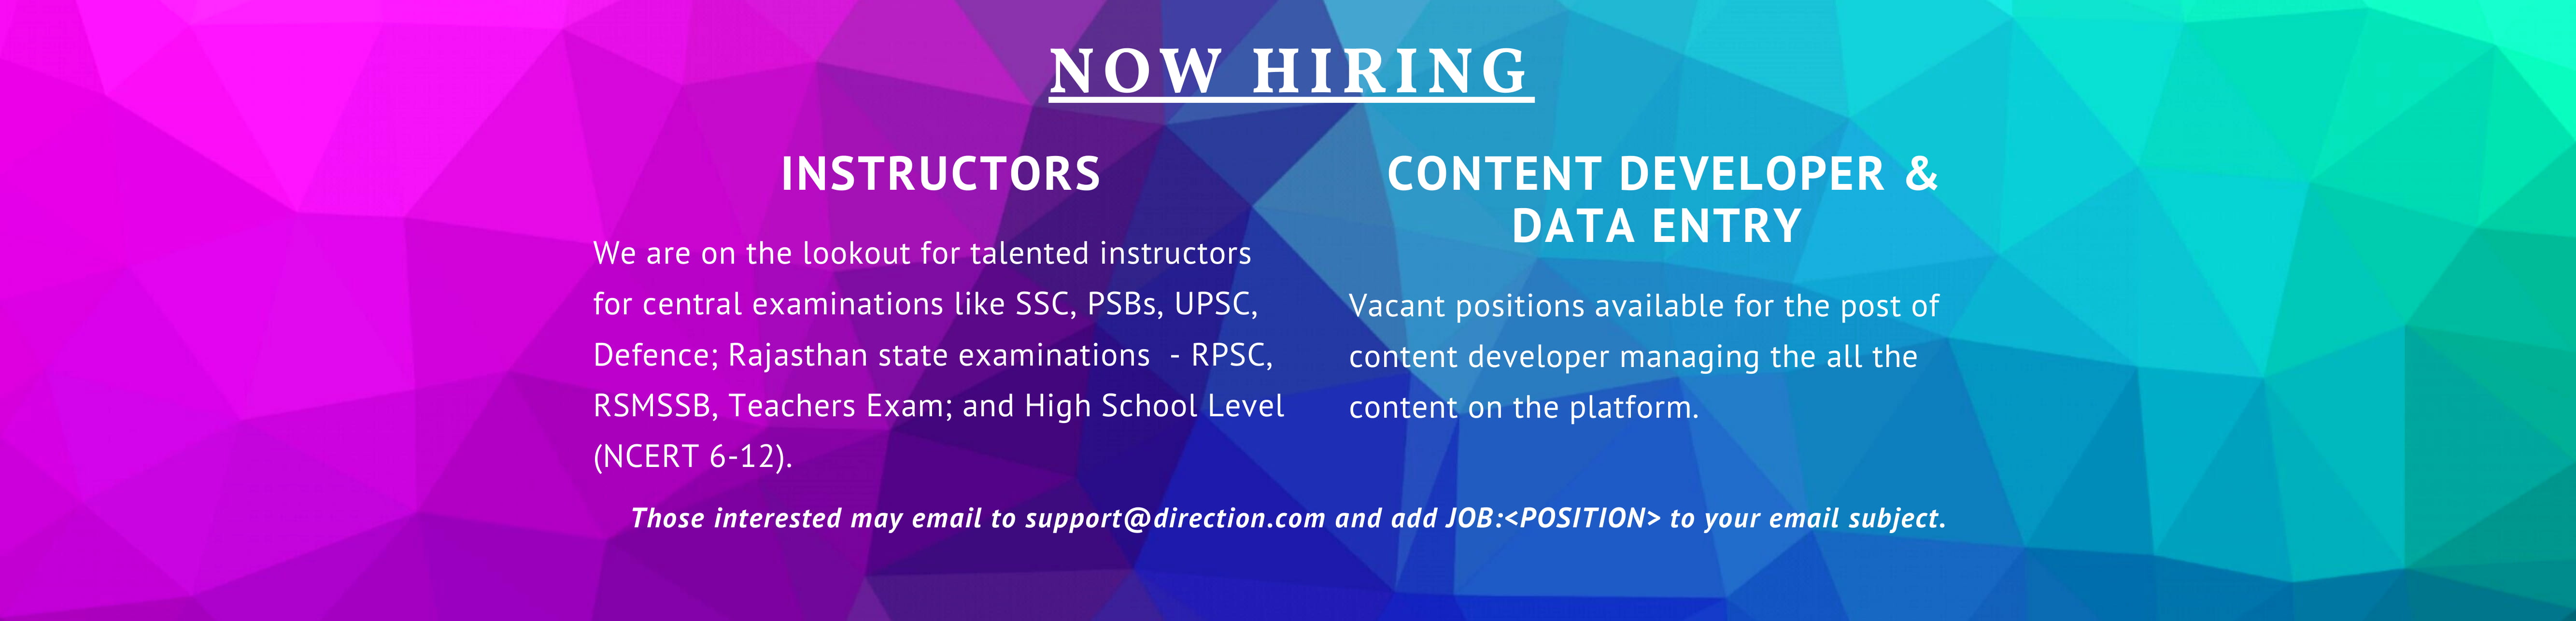 NOW HIRING
INSTRUCTORS
We are on the lookout for talented instructors
for central examinations like SSC, PSBs, UPSC,
Defence; Rajasthan state examinations - RPSC,
RSMSSB, Teachers Exam; and High School Level
(NCERT 6-12).
CONTENT DEVELOPER &
DATA ENTRY
Vacant positions available for the post of
content developer managing the all the
content on the platform.
Those interested may email to support@direction.com and add JOB:<POSITION> to your email subject.